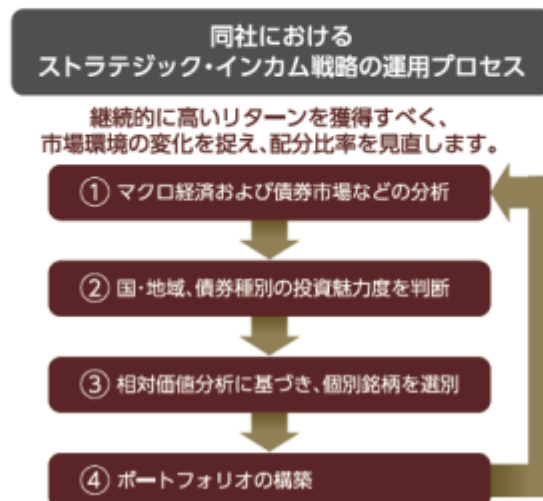 同社における
ストラテジック・インカム戦略の運用プロセス
継続的に高いリターンを獲得すべく、
市場環境の変化を捉え、配分比率を見直します。
① マクロ経済および債券市場などの分析
② 国・地域、債券種別の投資魅力度を判断
③ 相対価値分析に基づき、個別銘柄を選別
④ ポートフォリオの構築